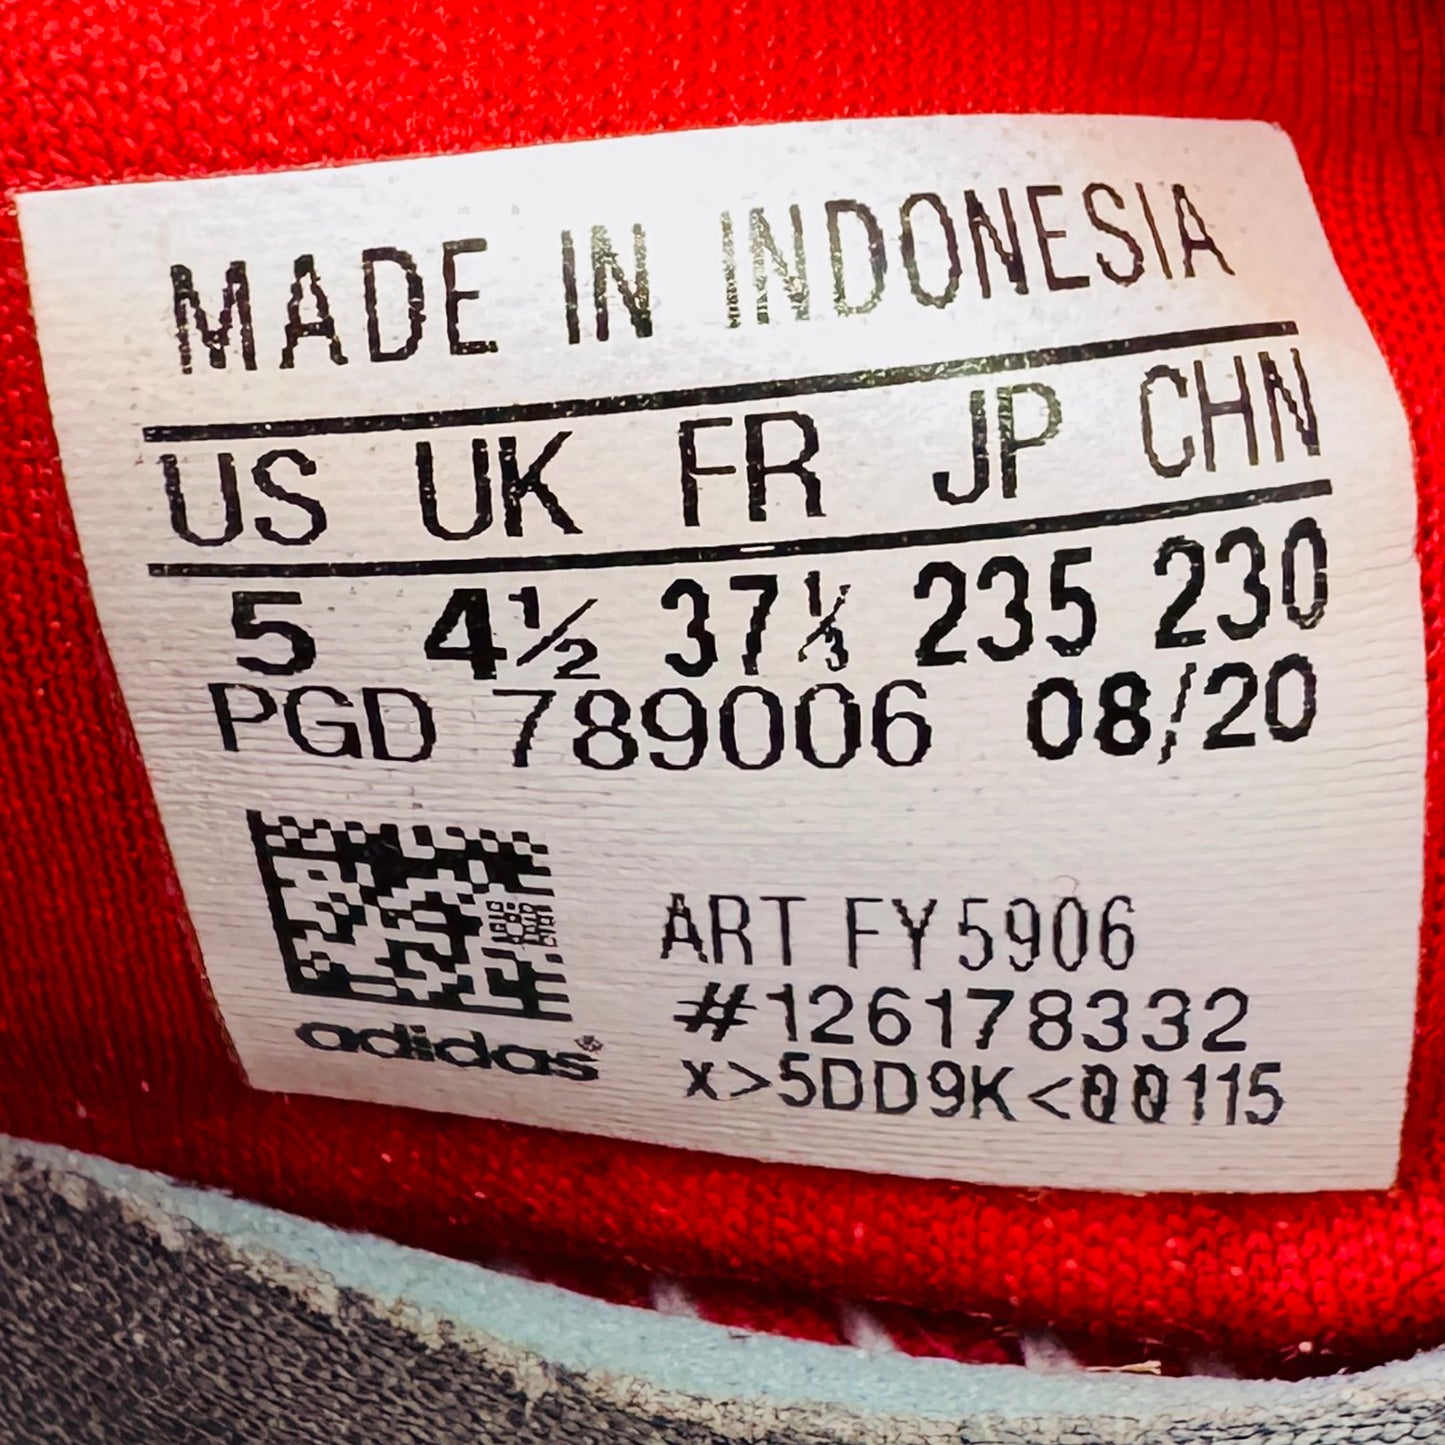 MADE IN INDONESIA
US UK FR JP CHN
5 4½ 37⅓ 235 230
PGD 789006 08/20
ART FY5906
#126178332
x>5DD9K<00115
adidas®